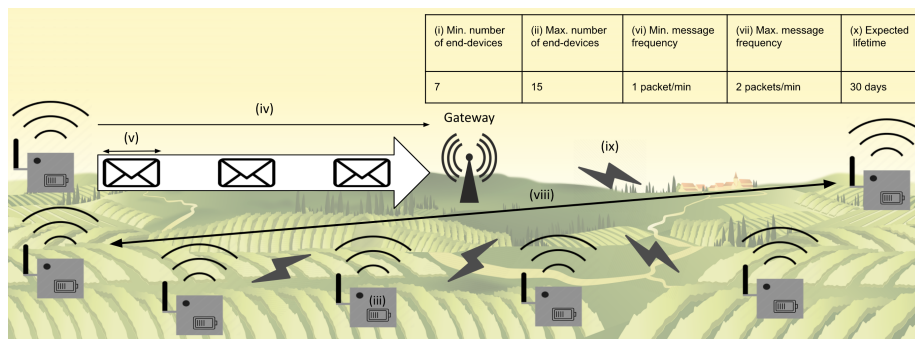 (i) Min. number
of end-devices
(ii) Max. number
of end-devices
(vi) Min. message
frequency
(vii) Max. message
frequency
(x) Expected
lifetime
7
15
1 packet/min
2 packets/min
30 days
(iv)
(v)
Gateway
(ix)
(viii)
(iii)